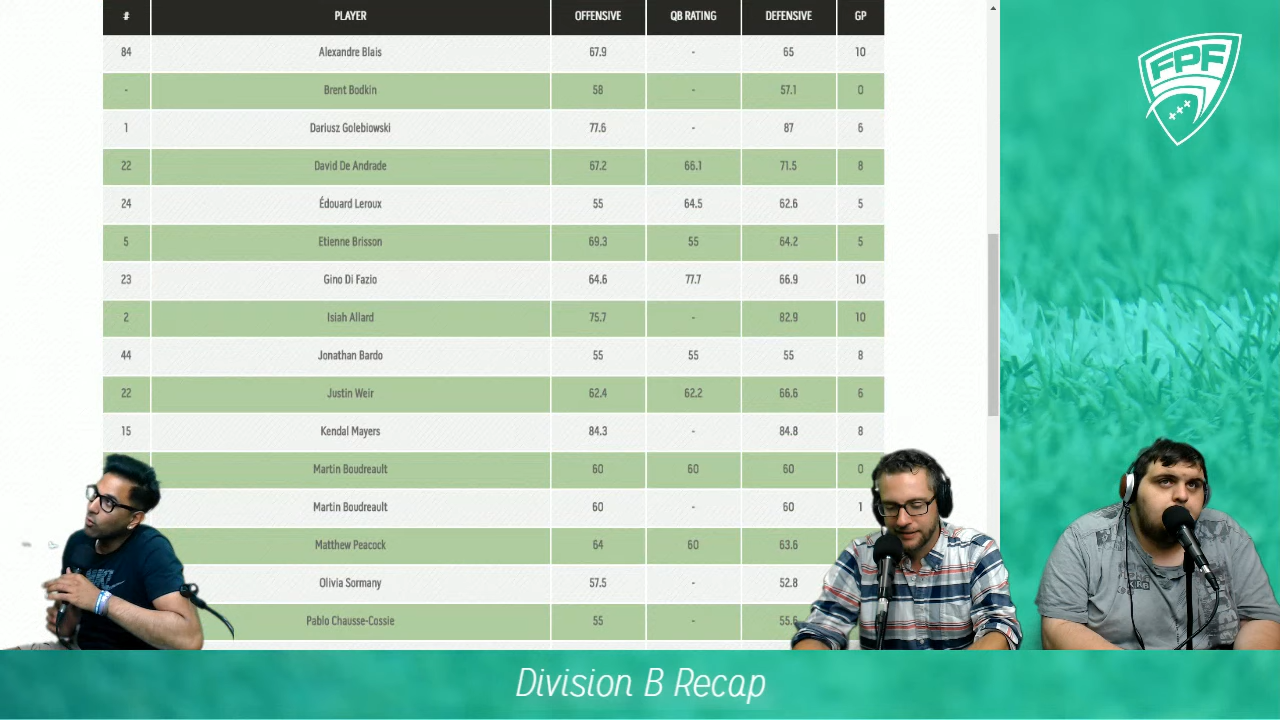 # PLAYER OFFENSIVE QB RATING DEFENSIVE GP
84 Alexandre Blais 67.9 - 65 10
- Brent Bodkin 58 - 57.1 0
1 Dariusz Golebiowski 77.6 - 87 6
22 David De Andrade 67.2 66.1 71.5 8
24 Édouard Leroux 55 64.5 62.6 5
5 Etienne Brisson 69.3 55 64.2 5
23 Gino Di Fazio 64.6 77.7 66.9 10
2 Isiah Allard 75.7 - 82.9 10
44 Jonathan Bardo 55 55 55 8
22 Justin Weir 62.4 62.2 66.6 6
15 Kendal Mayers 84.3 - 84.8 8
Martin Boudreault 60 60 60 0
Martin Boudreault 60 - 60 1
Matthew Peacock 64 60 63.6
Olivia Sormany 57.5 - 52.8
Pablo Chausse-Cossie 55 -
FPF
Division B Recap